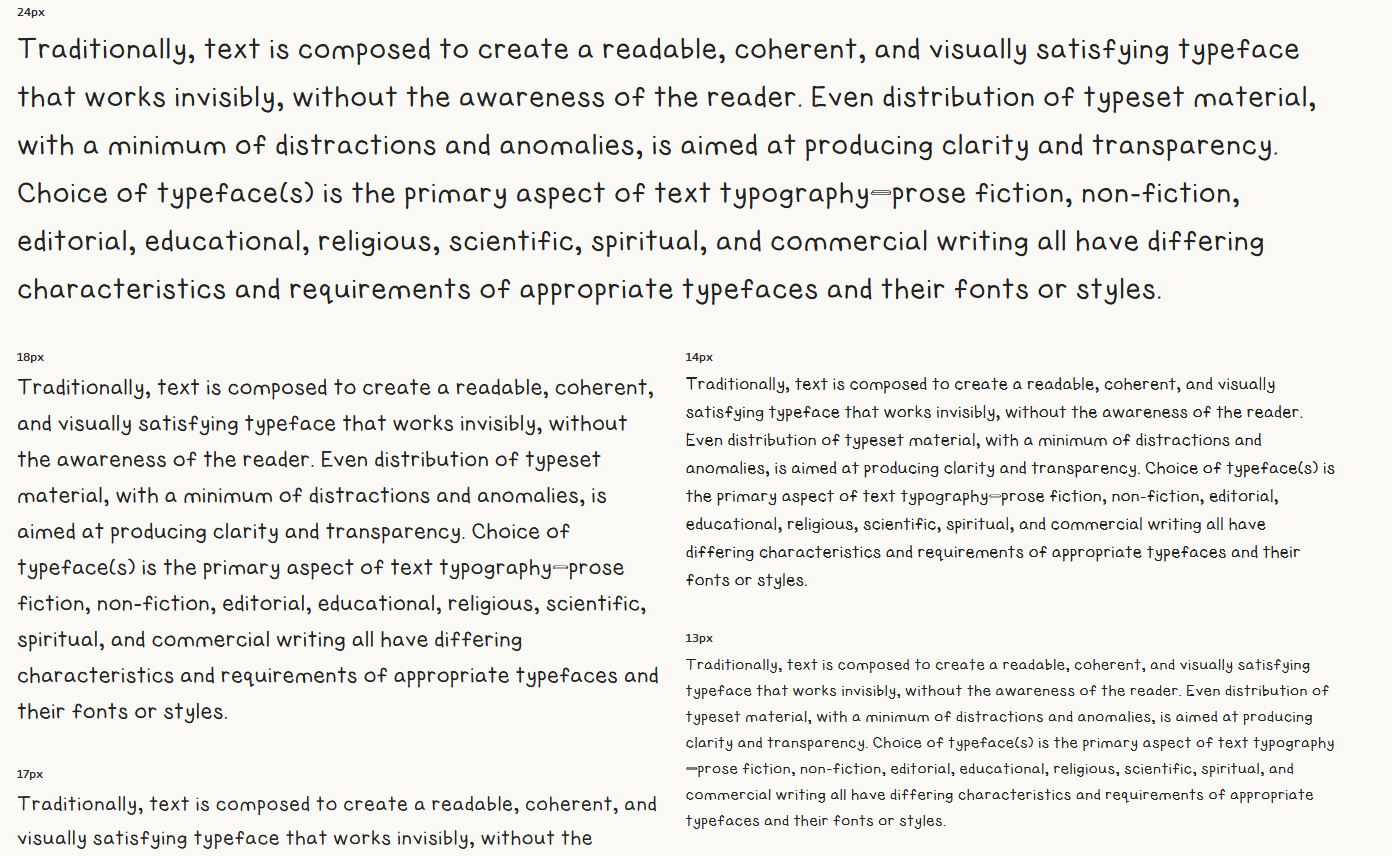 24px
Traditionally, text is composed to create a readable, coherent, and visually satisfying typeface
that works invisibly, without the awareness of the reader. Even distribution of typeset material,
with a minimum of distractions and anomalies, is aimed at producing clarity and transparency.
Choice of typeface(s) is the primary aspect of text typography—prose fiction, non-fiction,
editorial, educational, religious, scientific, spiritual, and commercial writing all have differing
characteristics and requirements of appropriate typefaces and their fonts or styles.
18px
Traditionally, text is composed to create a readable, coherent,
and visually satisfying typeface that works invisibly, without
the awareness of the reader. Even distribution of typeset
material, with a minimum of distractions and anomalies, is
aimed at producing clarity and transparency. Choice of
typeface(s) is the primary aspect of text typography—prose
fiction, non-fiction, editorial, educational, religious, scientific,
spiritual, and commercial writing all have differing
characteristics and requirements of appropriate typefaces and
their fonts or styles.
17px
Traditionally, text is composed to create a readable, coherent, and
visually satisfying typeface that works invisibly, without the
14px
Traditionally, text is composed to create a readable, coherent, and visually
satisfying typeface that works invisibly, without the awareness of the reader.
Even distribution of typeset material, with a minimum of distractions and
anomalies, is aimed at producing clarity and transparency. Choice of typeface(s) is
the primary aspect of text typography—prose fiction, non-fiction, editorial,
educational, religious, scientific, spiritual, and commercial writing all have
differing characteristics and requirements of appropriate typefaces and their
fonts or styles.
13px
Traditionally, text is composed to create a readable, coherent, and visually satisfying
typeface that works invisibly, without the awareness of the reader. Even distribution of
typeset material, with a minimum of distractions and anomalies, is aimed at producing
clarity and transparency. Choice of typeface(s) is the primary aspect of text typography
—prose fiction, non-fiction, editorial, educational, religious, scientific, spiritual, and
commercial writing all have differing characteristics and requirements of appropriate
typefaces and their fonts or styles.